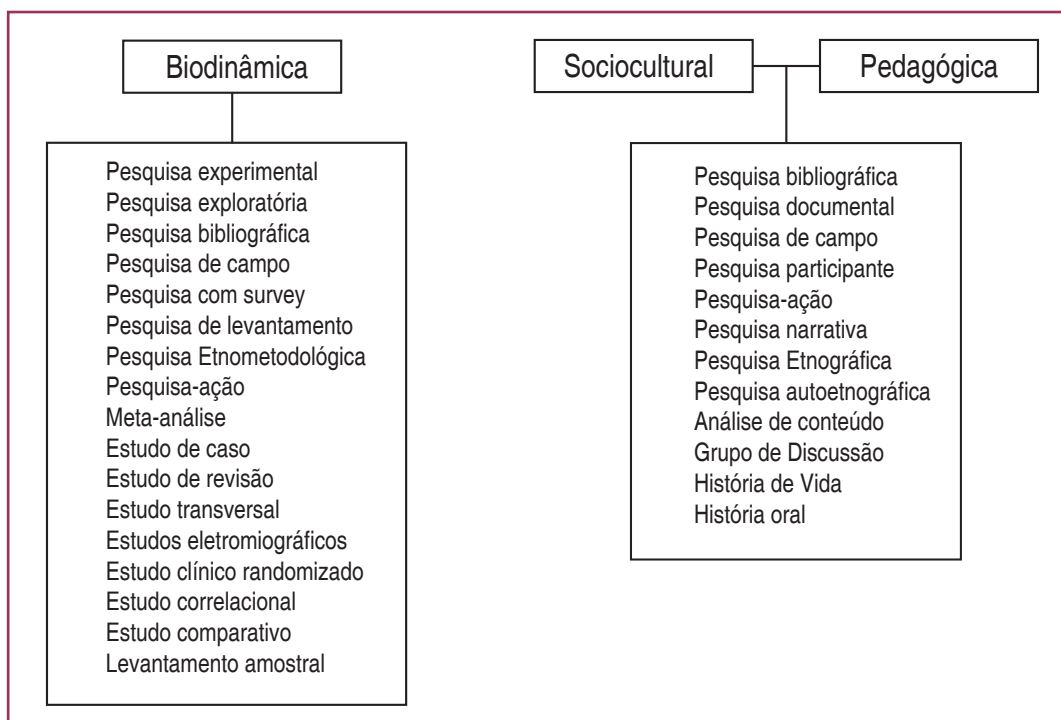 Biodinâmica
Pesquisa experimental
Pesquisa exploratória
Pesquisa bibliográfica
Pesquisa de campo
Pesquisa com survey
Pesquisa de levantamento
Pesquisa Etnometodológica
Pesquisa-ação
Meta-análise
Estudo de caso
Estudo de revisão
Estudo transversal
Estudos eletromiográficos
Estudo clínico randomizado
Estudo correlacional
Estudo comparativo
Levantamento amostral
Sociocultural
Pedagógica
Pesquisa bibliográfica
Pesquisa documental
Pesquisa de campo
Pesquisa participante
Pesquisa-ação
Pesquisa narrativa
Pesquisa Etnográfica
Pesquisa autoetnográfica
Análise de conteúdo
Grupo de Discussão
História de Vida
História oral